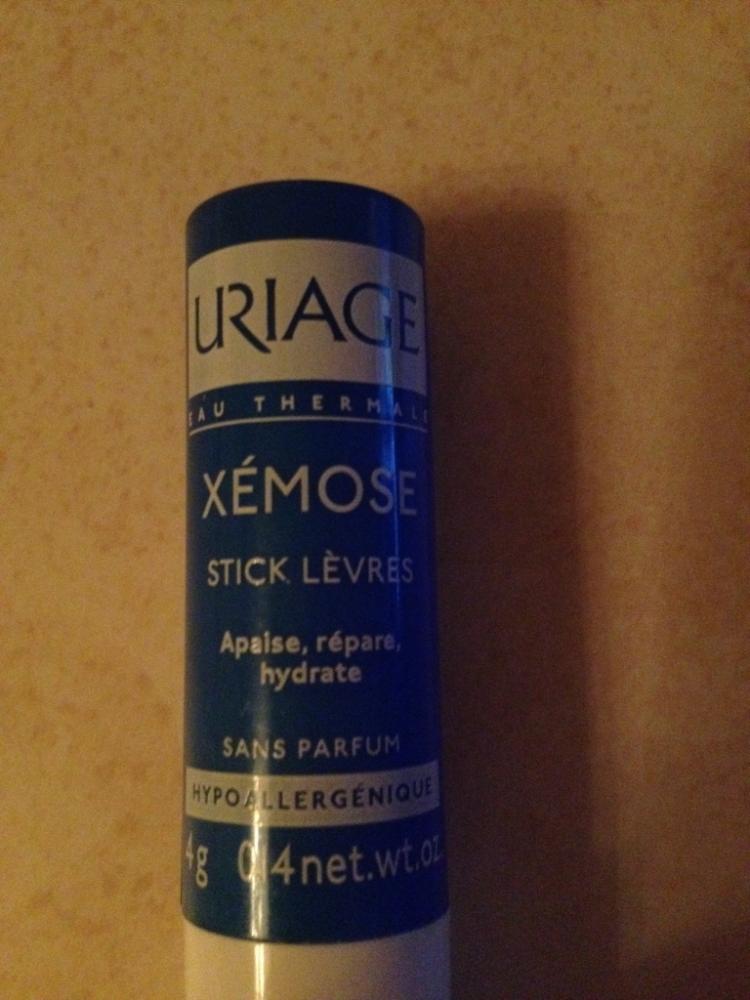 URIAGE
EAU THERMALE
XÉMOSE
STICK LÈVRES
Apaise, répare,
hydrate
SANS PARFUM
HYPOALLERGÉNIQUE
4g 0,14net.wt.oz.